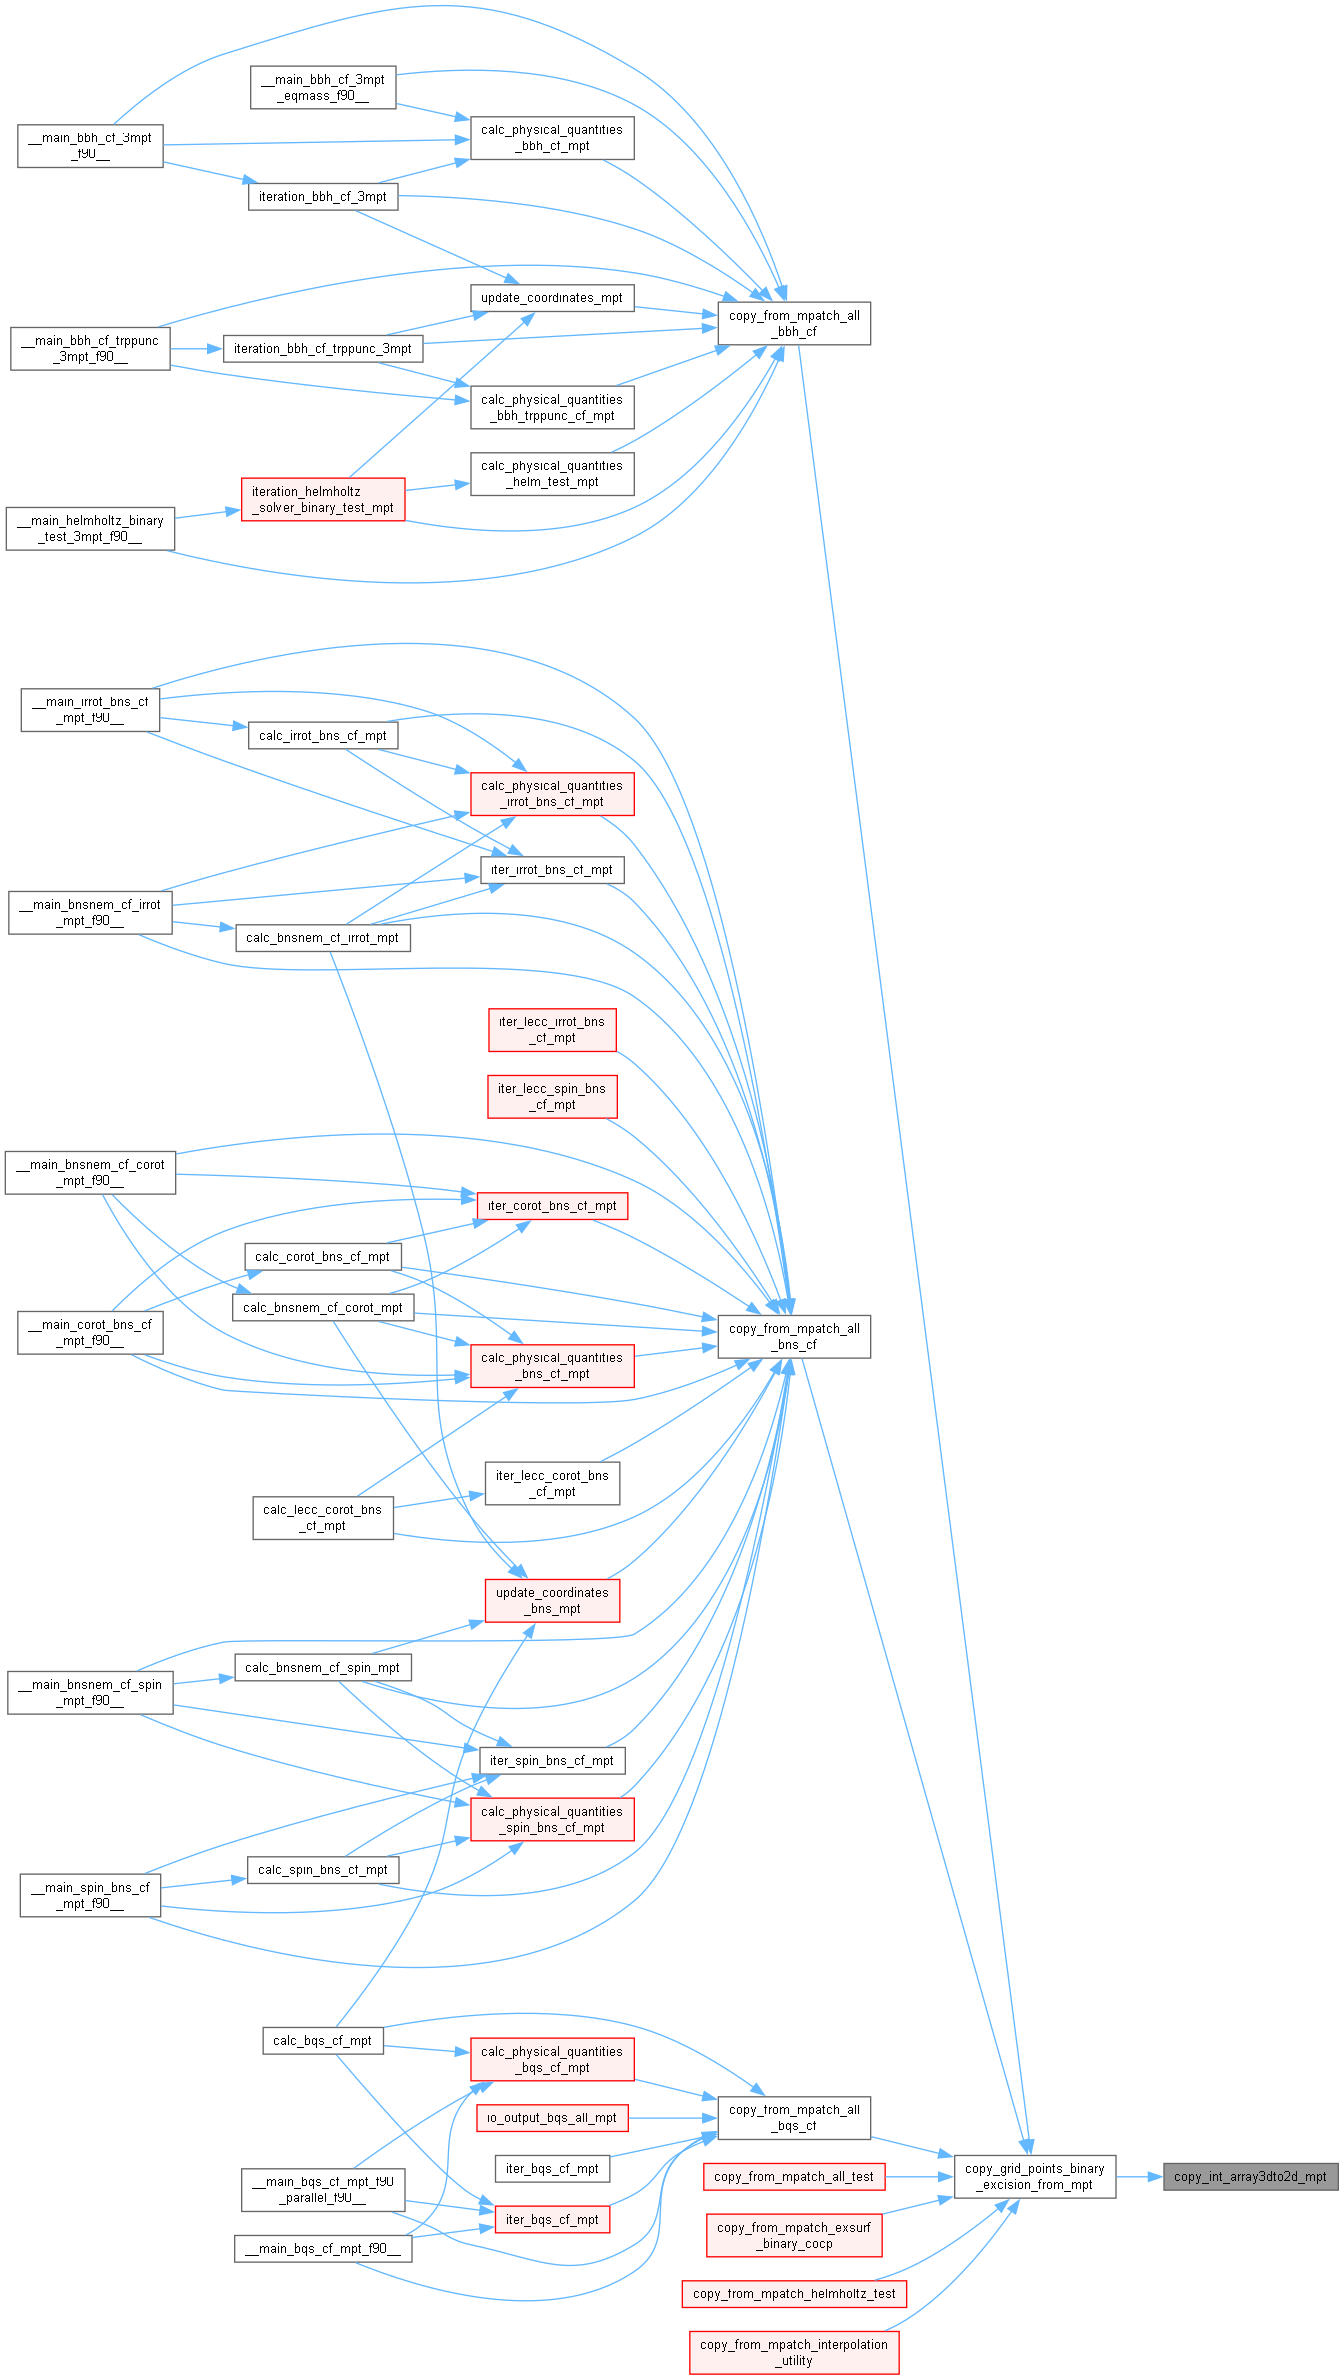 __main_bbh_cf_3mpt
_eqmass_f90__
calc_physical_quantities
_bbh_cf_mpt
__main_bbh_cf_3mpt
_f90__
iteration_bbh_cf_3mpt
update_coordinates_mpt
copy_from_mpatch_all
_bbh_cf
__main_bbh_cf_trppunc
_3mpt_f90__
iteration_bbh_cf_trppunc_3mpt
calc_physical_quantities
_bbh_trppunc_cf_mpt
calc_physical_quantities
_helm_test_mpt
iteration_helmholtz
_solver_binary_test_mpt
__main_helmholtz_binary
_test_3mpt_f90__
__main_irrot_bns_cf
_mpt_f90__
calc_irrot_bns_cf_mpt
calc_physical_quantities
_irrot_bns_cf_mpt
iter_irrot_bns_cf_mpt
__main_bnsnem_cf_irrot
_mpt_f90__
calc_bnsnem_cf_irrot_mpt
iter_lecc_irrot_bns
_cf_mpt
iter_lecc_spin_bns
_cf_mpt
__main_bnsnem_cf_corot
_mpt_f90__
iter_corot_bns_cf_mpt
calc_corot_bns_cf_mpt
calc_bnsnem_cf_corot_mpt
__main_corot_bns_cf
_mpt_f90__
copy_from_mpatch_all
_bns_cf
calc_physical_quantities
_bns_cf_mpt
iter_lecc_corot_bns
_cf_mpt
calc_lecc_corot_bns
_cf_mpt
update_coordinates
_bns_mpt
calc_bnsnem_cf_spin_mpt
__main_bnsnem_cf_spin
_mpt_f90__
iter_spin_bns_cf_mpt
calc_physical_quantities
_spin_bns_cf_mpt
calc_spin_bns_cf_mpt
__main_spin_bns_cf
_mpt_f90__
calc_bqs_cf_mpt
calc_physical_quantities
_bqs_cf_mpt
io_output_bqs_all_mpt
copy_from_mpatch_all
_bqs_cf
iter_bqs_cf_mpt
copy_from_mpatch_all_test
copy_grid_points_binary
_excision_from_mpt
copy_int_array3dto2d_mpt
__main_bqs_cf_mpt_f90
_parallel_f90__
iter_bqs_cf_mpt
copy_from_mpatch_exsurf
_binary_cocp
__main_bqs_cf_mpt_f90__
copy_from_mpatch_helmholtz_test
copy_from_mpatch_interpolation
_utility